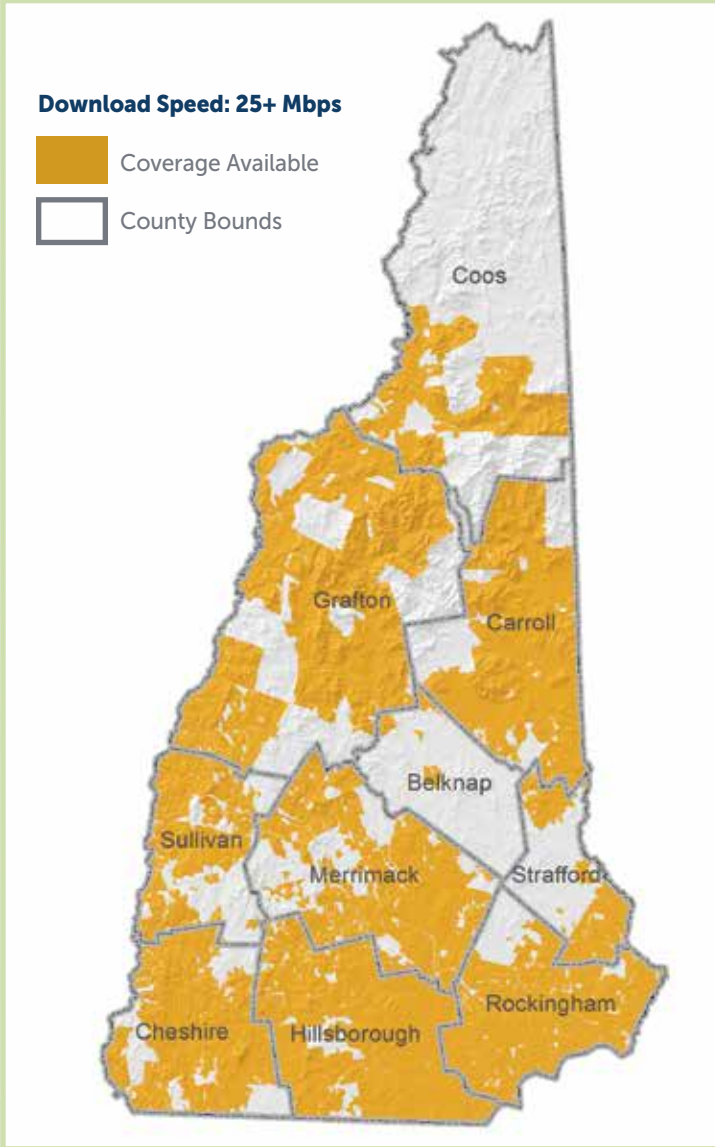 Download Speed: 25+ Mbps
Coverage Available
County Bounds
Coos
Grafton
Carroll
Belknap
Sullivan
Merrimack
Strafford
Rockingham
Cheshire
Hillsborough